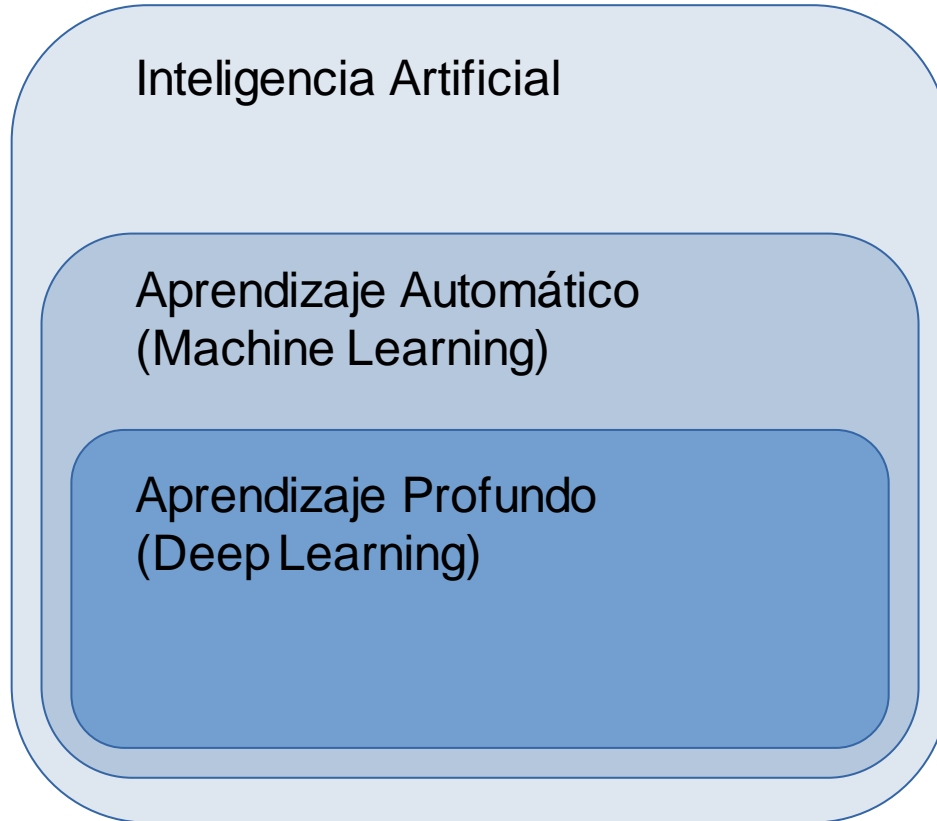 Inteligencia Artificial
Aprendizaje Automático
(Machine Learning)
Aprendizaje Profundo
(Deep Learning)